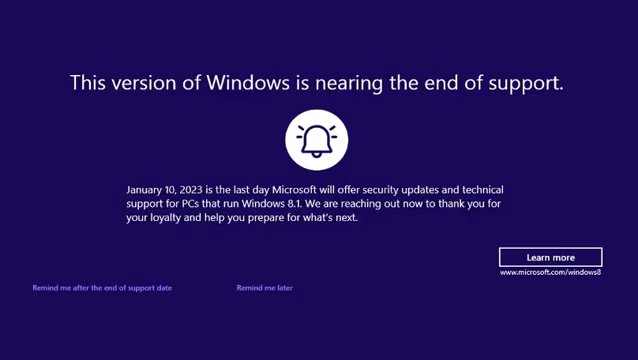 This version of Windows is nearing the end of support.
January 10, 2023 is the last day Microsoft will offer security updates and technical
support for PCs that run Windows 8.1. We are reaching out now to thank you for
your loyalty and help you prepare for what's next.
Learn more
www.microsoft.com/windows8
Remind me after the end of support date
Remind me later